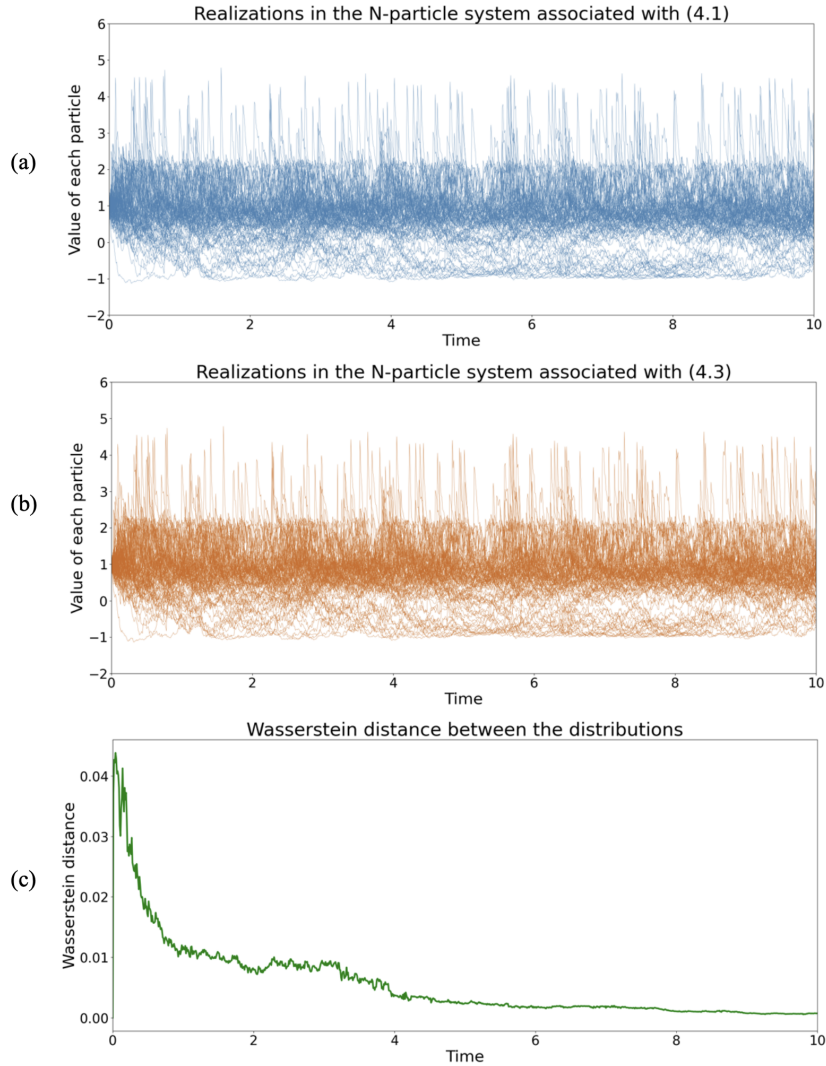 Realizations in the N-particle system associated with (4.1)
(a)
Value of each particle
6
5
4
3
2
1
0
−1
−2
0 2 4 6 8 10
Time
Realizations in the N-particle system associated with (4.3)
(b)
Value of each particle
6
5
4
3
2
1
0
−1
−2
0 2 4 6 8 10
Time
Wasserstein distance between the distributions
(c)
Wasserstein distance
0.04
0.03
0.02
0.01
0.00
0 2 4 6 8 10
Time